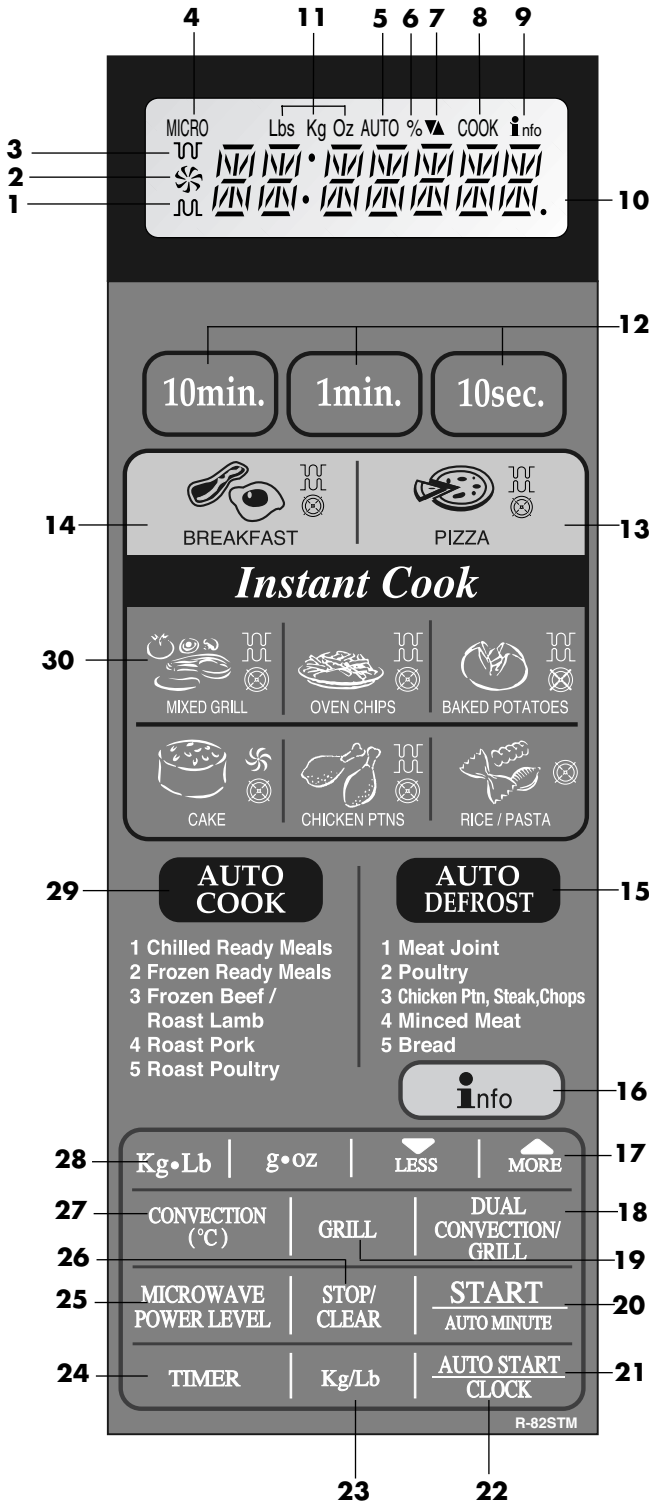 4 11 5 6 7 8 9
MICRO Lbs Kg Oz AUTO % COOK info
3
2
1
10
12
10min. 1min. 10sec.
14 BREAKFAST PIZZA 13
Instant Cook
30
MIXED GRILL OVEN CHIPS BAKED POTATOES
CAKE CHICKEN PTNS RICE / PASTA
29 AUTO COOK
AUTO DEFROST 15
1 Chilled Ready Meals
2 Frozen Ready Meals
3 Frozen Beef /
Roast Lamb
4 Roast Pork
5 Roast Poultry
1 Meat Joint
2 Poultry
3 Chicken Ptn, Steak,Chops
4 Minced Meat
5 Bread
info 16
28 Kg•Lb g•oz LESS MORE 17
27 CONVECTION
(°C)
GRILL
DUAL
CONVECTION/
GRILL
18
26
19
25 MICROWAVE
POWER LEVEL
STOP/
CLEAR
START
AUTO MINUTE
20
24 TIMER Kg/Lb AUTO START 21
CLOCK
R-82STM
23 22